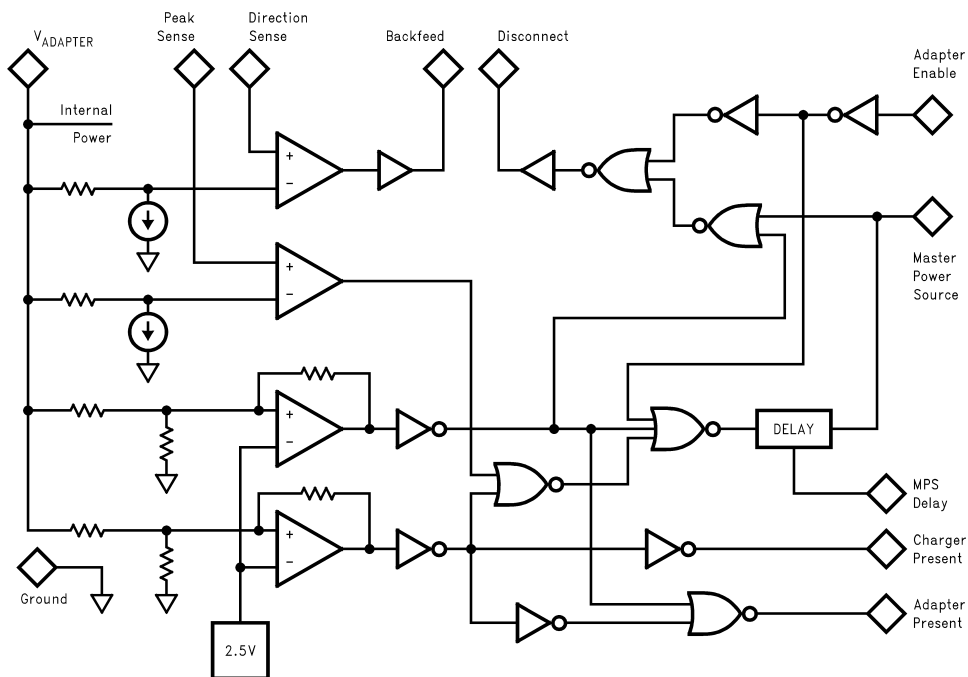 VADAPTER
Peak
Sense
Direction
Sense
Backfeed
Disconnect
Adapter
Enable
Internal
Power
+
−
Master
Power
Source
+
−
+
−
DELAY
MPS
Delay
+
−
Charger
Present
Ground
Adapter
Present
2.5V